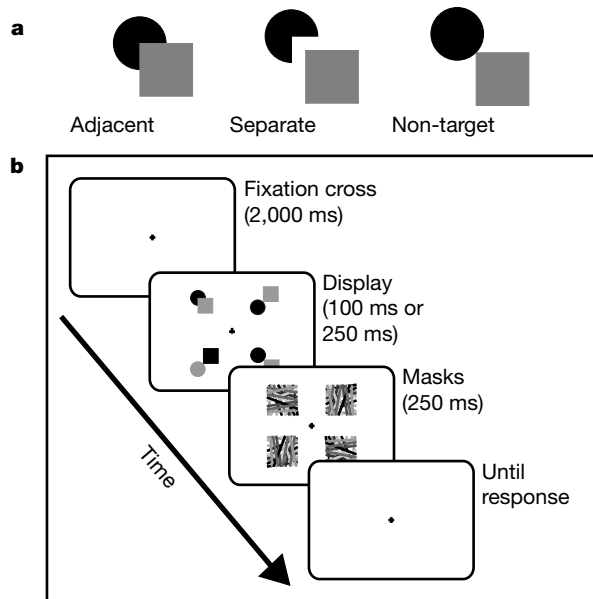 a
Adjacent Separate Non-target
b
Fixation cross
(2,000 ms)
Display
(100 ms or
250 ms)
Masks
(250 ms)
Time
Until
response